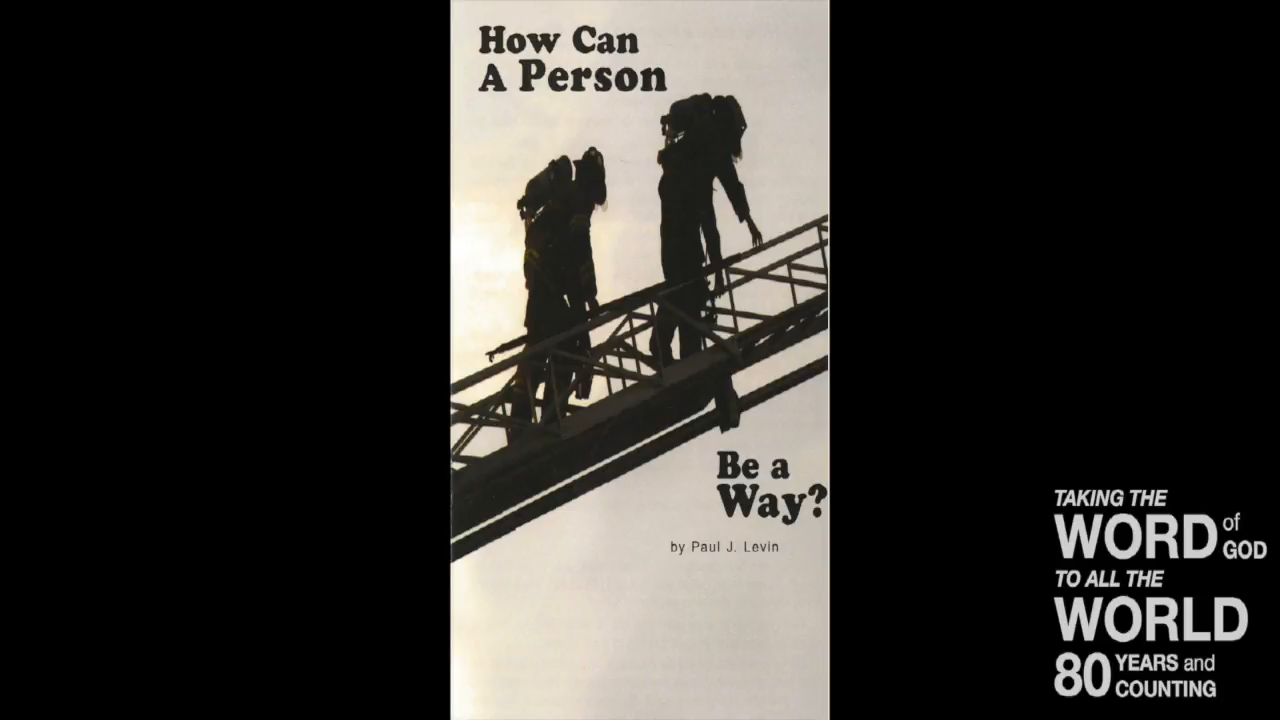 How Can
A Person
Be a
Way?
by Paul J. Levin
TAKING THE
WORD of
GOD
TO ALL THE
WORLD
80 YEARS and
COUNTING